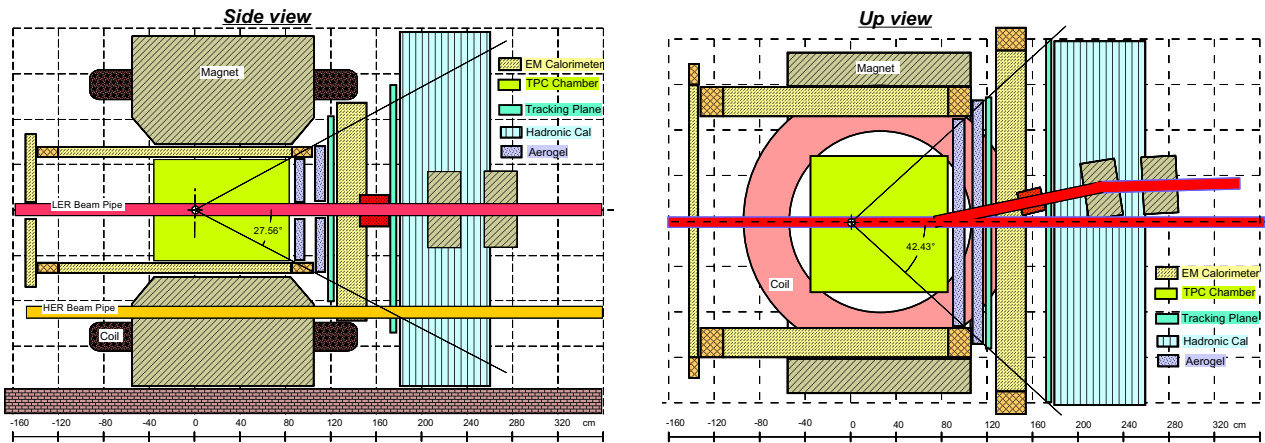 Side view
Magnet
EM Calorimeter
TPC Chamber
Tracking Plane
Hadronic Cal
Aerogel
LER Beam Pipe
27.56°
HER Beam Pipe
Coil
-160 -120 -80 -40 0 40 80 120 160 200 240 280 320 cm
Up view
Magnet
42.43°
Coil
EM Calorimeter
TPC Chamber
Tracking Plane
Hadronic Cal
Aerogel
-160 -120 -80 -40 0 40 80 120 160 200 240 280 320 cm